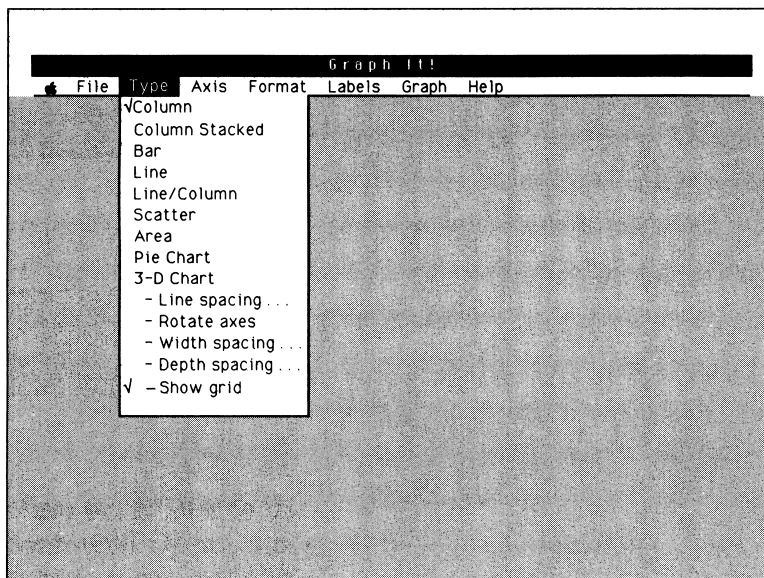 Graph It!
File Type Axis Format Labels Graph Help
√Column
Column Stacked
Bar
Line
Line/Column
Scatter
Area
Pie Chart
3-D Chart
- Line spacing . . .
- Rotate axes
- Width spacing . . .
- Depth spacing . . .
√ - Show grid